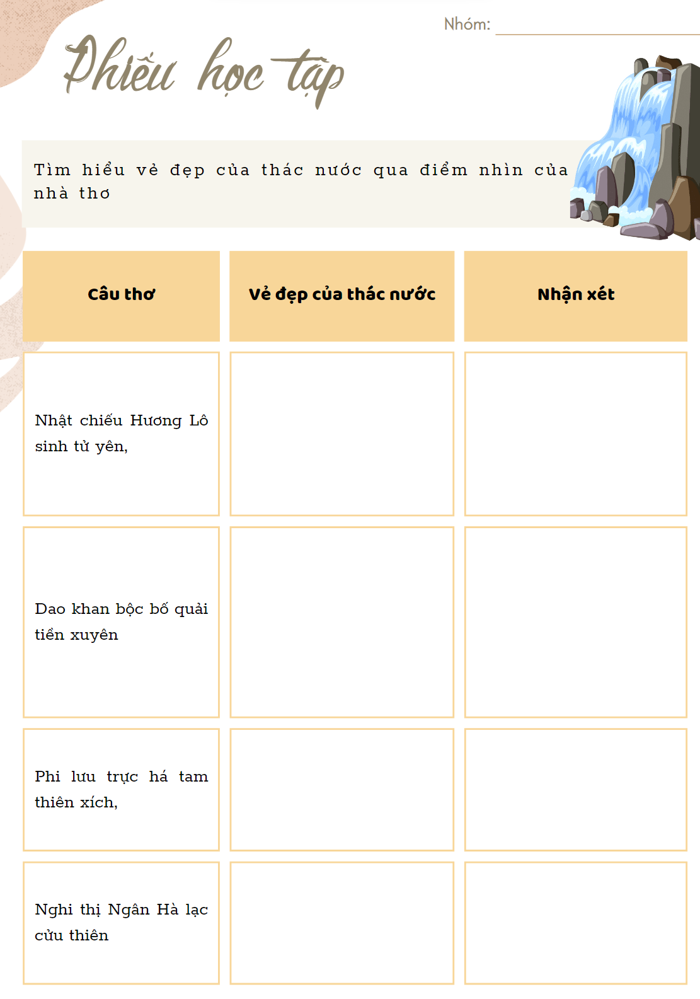 Nhóm:
Phiếu học tập
Tìm hiểu vẻ đẹp của thác nước qua điểm nhìn của
nhà thơ
Câu thơ
Vẻ đẹp của thác nước
Nhận xét
Nhật chiếu Hương Lô
sinh tử yên,
Dao khan bộc bố quải
tiền xuyên
Phi lưu trực há tam
thiên xích,
Nghi thị Ngân Hà lạc
cửu thiên